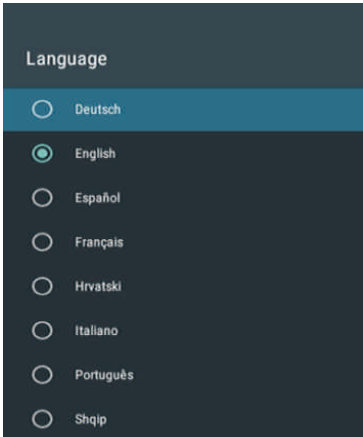 Language
Deutsch
English
Español
Français
Hrvatski
Italiano
Português
Shqip